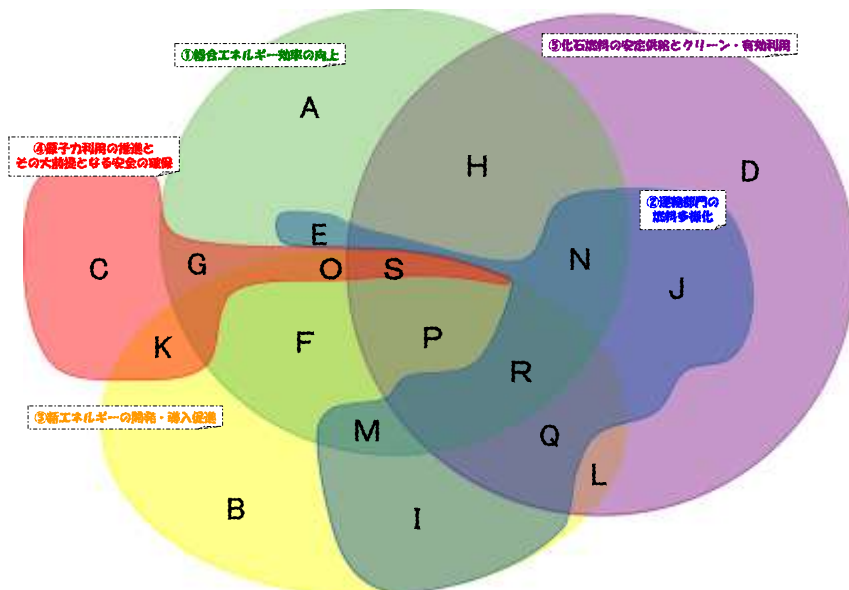 ①総合エネルギー効率の向上
⑤化石燃料の安定供給とクリーン・有効利用
A
④原子力利用の推進と
その大前提となる安全の確保
H
D
②運輸部門の
燃料多様化
E
C
G
O
S
N
J
K
F
P
R
③新エネルギーの開発・導入促進
M
Q
L
B
I